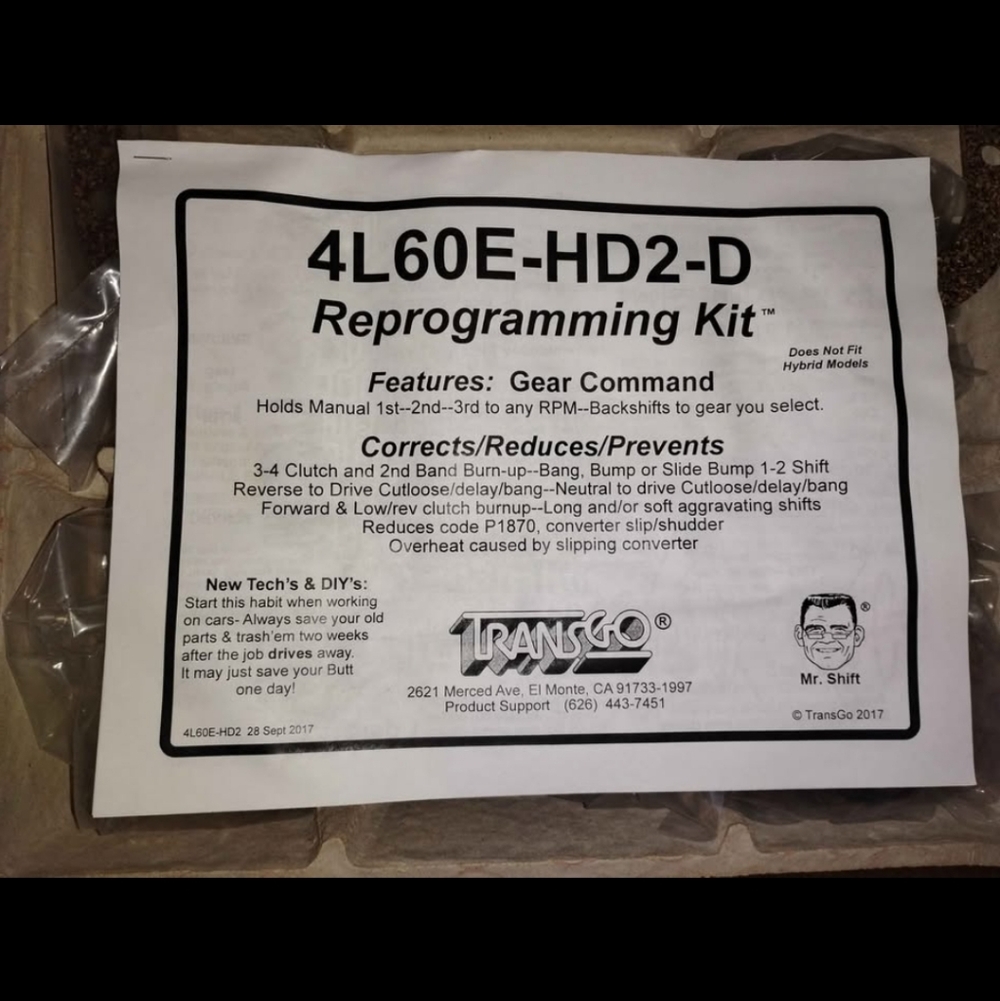 4L60E-HD2-D
Reprogramming Kit™
Does Not Fit
Hybrid Models
Features: Gear Command
Holds Manual 1st--2nd--3rd to any RPM--Backshifts to gear you select.
Corrects/Reduces/Prevents
3-4 Clutch and 2nd Band Burn-up--Bang, Bump or Slide Bump 1-2 Shift
Reverse to Drive Cutloose/delay/bang--Neutral to drive Cutloose/delay/bang
Forward & Low/rev clutch burnup--Long and/or soft aggravating shifts
Reduces code P1870, converter slip/shudder
Overheat caused by slipping converter
New Tech's & DIY's:
Start this habit when working
on cars- Always save your old
parts & trash'em two weeks
after the job drives away.
It may just save your Butt
one day!
4L60E-HD2 28 Sept 2017
TRANSGO®
2621 Merced Ave, El Monte, CA 91733-1997
Product Support (626) 443-7451
®
Mr. Shift
© TransGo 2017